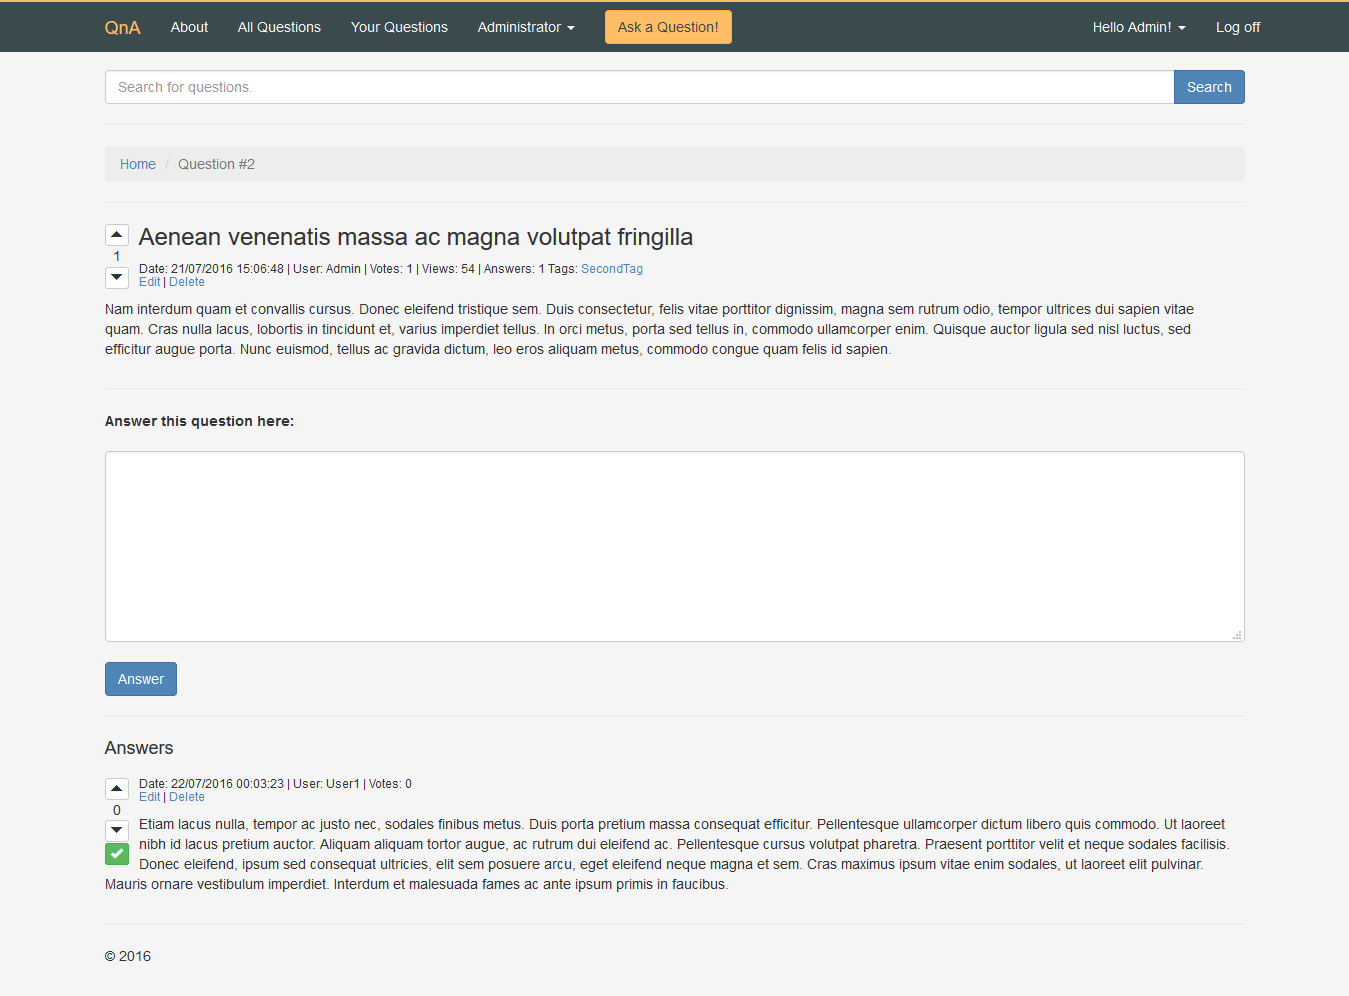 QnA About All Questions Your Questions Administrator Ask a Question! Hello Admin! Log off
Search for questions. Search
Home / Question #2
Aenean venenatis massa ac magna volutpat fringilla
1
Date: 21/07/2016 15:06:48 | User: Admin | Votes: 1 | Views: 54 | Answers: 1 Tags: SecondTag
Edit | Delete
Nam interdum quam et convallis cursus. Donec eleifend tristique sem. Duis consectetur, felis vitae porttitor dignissim, magna sem rutrum odio, tempor ultrices dui sapien vitae
quam. Cras nulla lacus, lobortis in tincidunt et, varius imperdiet tellus. In orci metus, porta sed tellus in, commodo ullamcorper enim. Quisque auctor ligula sed nisl luctus, sed
efficitur augue porta. Nunc euismod, tellus ac gravida dictum, leo eros aliquam metus, commodo congue quam felis id sapien.
Answer this question here:
Answer
Answers
Date: 22/07/2016 00:03:23 | User: User1 | Votes: 0
Edit | Delete
0
Etiam lacus nulla, tempor ac justo nec, sodales finibus metus. Duis porta pretium massa consequat efficitur. Pellentesque ullamcorper dictum libero quis commodo. Ut laoreet
nibh id lacus pretium auctor. Aliquam aliquam tortor augue, ac rutrum dui eleifend ac. Pellentesque cursus volutpat pharetra. Praesent porttitor velit et neque sodales facilisis.
Donec eleifend, ipsum sed consequat ultricies, elit sem posuere arcu, eget eleifend neque magna et sem. Cras maximus ipsum vitae enim sodales, ut laoreet elit pulvinar.
Mauris ornare vestibulum imperdiet. Interdum et malesuada fames ac ante ipsum primis in faucibus.
© 2016